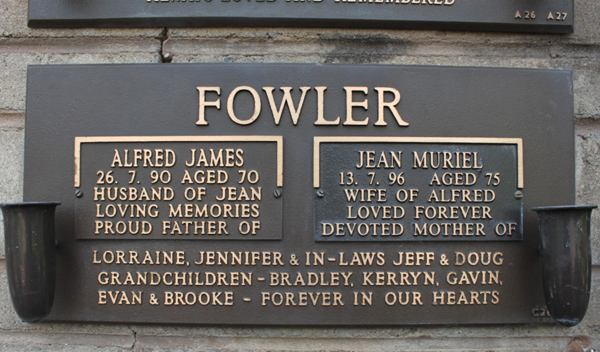 A 26 A 27
FOWLER
ALFRED JAMES
26. 7. 90 AGED 70
HUSBAND OF JEAN
LOVING MEMORIES
PROUD FATHER OF
JEAN MURIEL
13. 7. 96 AGED 75
WIFE OF ALFRED
LOVED FOREVER
DEVOTED MOTHER OF
LORRAINE, JENNIFER & IN-LAWS JEFF & DOUG
GRANDCHILDREN - BRADLEY, KERRYN, GAVIN,
EVAN & BROOKE - FOREVER IN OUR HEARTS